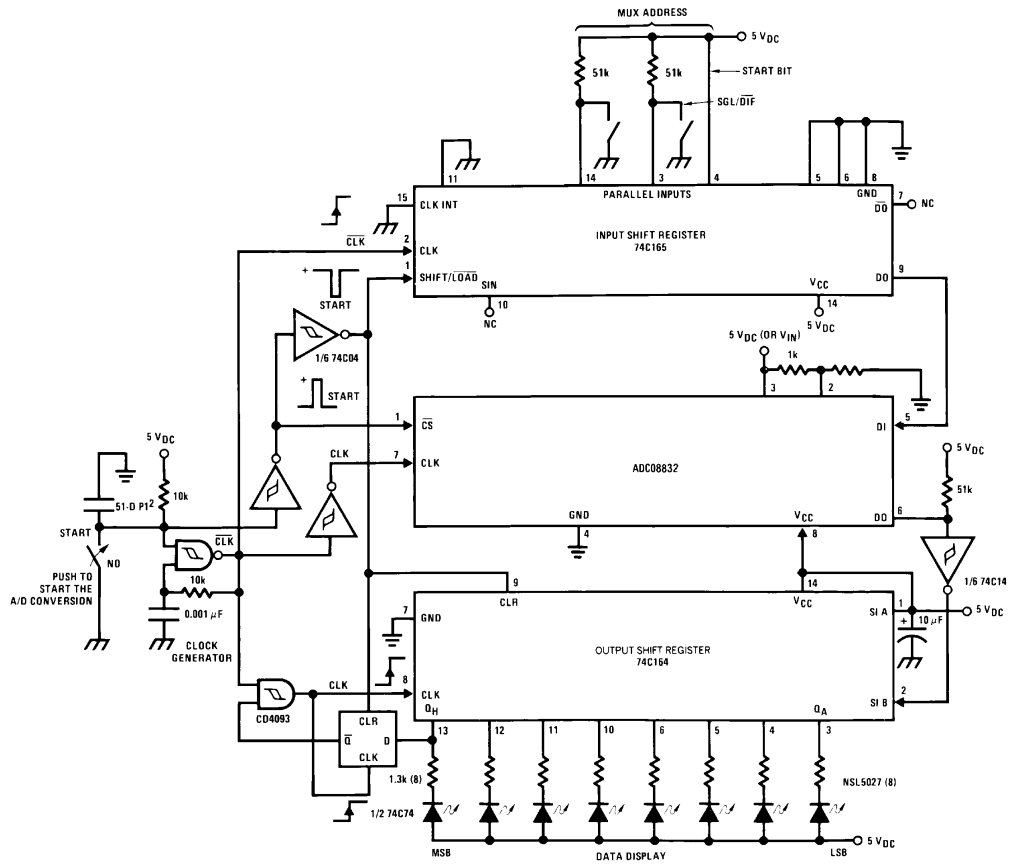 MUX ADDRESS
5 VDC
51k
51k
START BIT
SGL/DIF
11
14
3
4
5
6
8
PARALLEL INPUTS
GND
15
CLK INT
7
DO
NC
INPUT SHIFT REGISTER
74C165
CLK
2
CLK
1
SHIFT/LOAD
DO
9
SIN
VCC
+
START
10
NC
14
5 VDC
1/6 74C04
5 VDC (OR VIN)
1k
+
START
3
2
1
CS
DI
5
CLK
7
CLK
ADC08832
5 VDC
5 VDC
10k
51-D P1²
51k
GND
4
VCC
8
DO
6
START
CLK
NO
PUSH TO
START THE
A/D CONVERSION
10k
0.001 µF
CLOCK
GENERATOR
1/6 74C14
9
CLR
14
VCC
7
GND
SI A
1
+
10 µF
5 VDC
OUTPUT SHIFT REGISTER
74C164
CLK
8
CLK
2
SI B
CD4093
QH
QA
CLR
Q
D
CLK
13
12
11
10
6
5
4
3
1.3k (8)
NSL5027 (8)
1/2 74C74
5 VDC
MSB
DATA DISPLAY
LSB